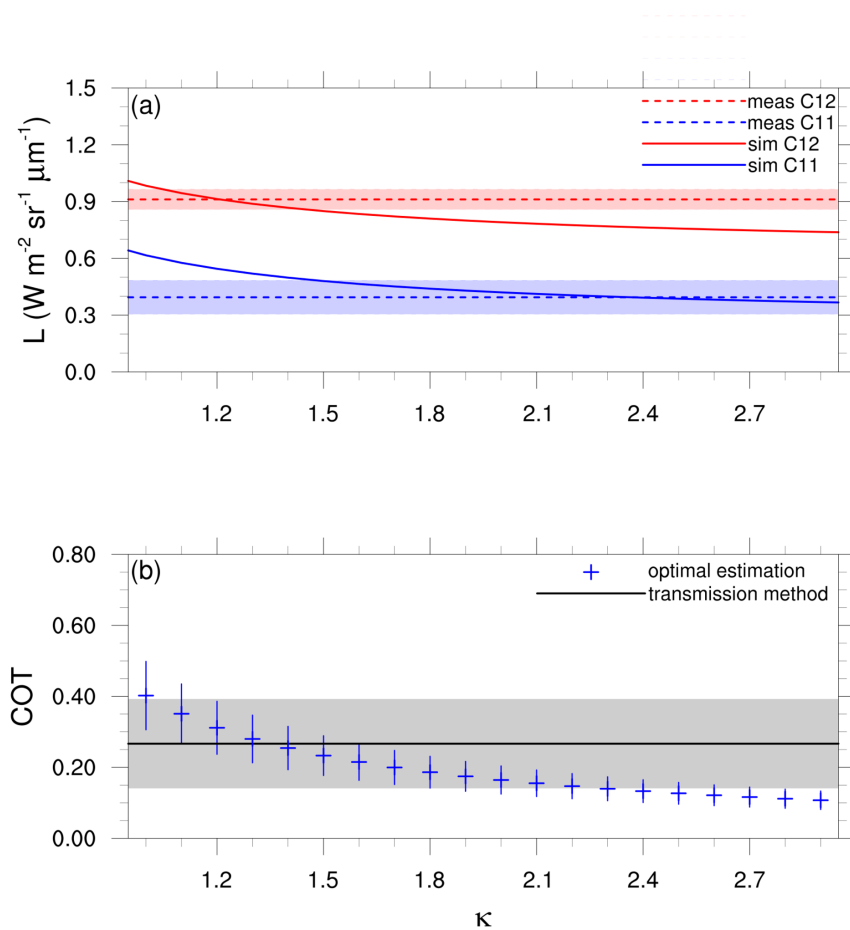 (a)
meas C12
meas C11
sim C12
sim C11
L (W m⁻² sr⁻¹ μm⁻¹)
1.5
1.2
0.9
0.6
0.3
0.0
1.2 1.5 1.8 2.1 2.4 2.7
(b)
optimal estimation
transmission method
COT
0.80
0.60
0.40
0.20
0.00
1.2 1.5 1.8 2.1 2.4 2.7
κ